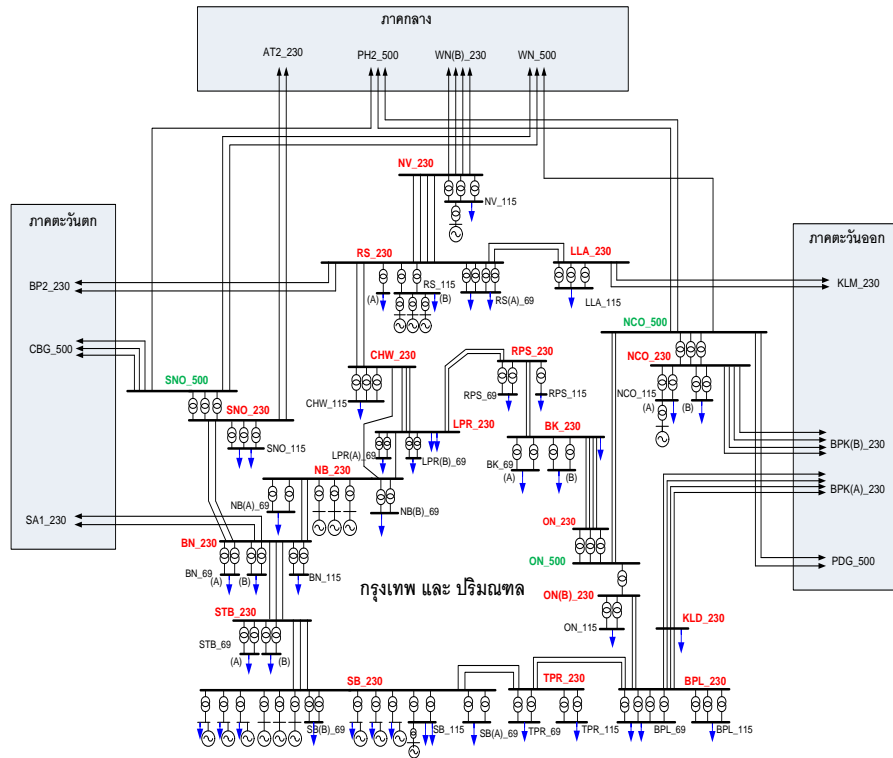 ภาคกลาง
AT2_230
PH2_500
WN(B)_230
WN_500
NV_230
NV_115
ภาคตะวันตก
ภาคตะวันออก
RS_230
LLA_230
BP2_230
KLM_230
(A)
RS_115
(B)
RS(A)_69
LLA_115
NCO_500
CBG_500
CHW_230
RPS_230
NCO_230
SNO_500
RPS_69
RPS_115
NCO_115
(A)
(B)
CHW_115
SNO_230
LPR_230
BK_230
SNO_115
LPR(A)_69
LPR(B)_69
BK_69
(A)
(B)
BPK(B)_230
NB_230
BPK(A)_230
NB(A)_69
NB(B)_69
SA1_230
ON_230
BN_230
ON_500
PDG_500
BN_69
(A)
(B)
BN_115
กรุงเทพ และ ปริมณฑล
ON(B)_230
STB_230
ON_115
KLD_230
STB_69
(A)
(B)
SB_230
TPR_230
BPL_230
SB(B)_69
SB_115
SB(A)_69
TPR_69
TPR_115
BPL_69
BPL_115